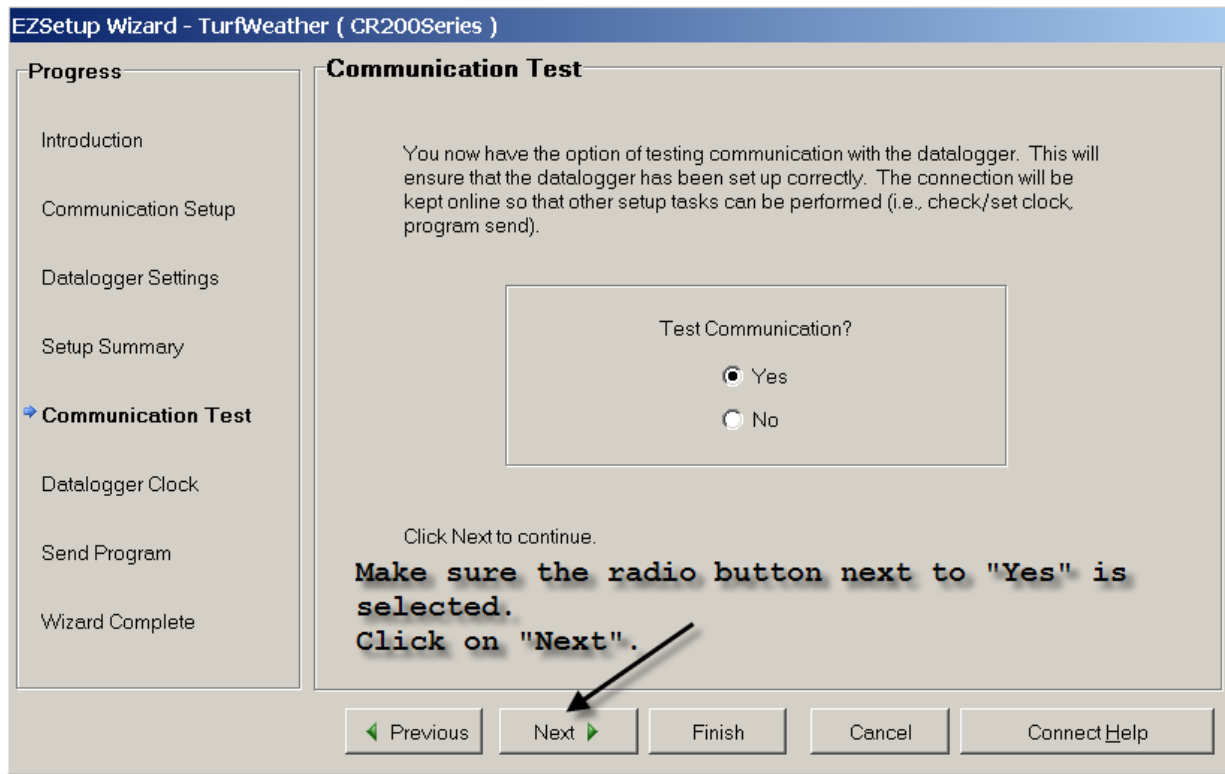 EZSetup Wizard - TurfWeather ( CR200Series )
Progress
Introduction
Communication Setup
Datalogger Settings
Setup Summary
Communication Test
Datalogger Clock
Send Program
Wizard Complete
Communication Test
You now have the option of testing communication with the datalogger. This will
ensure that the datalogger has been set up correctly. The connection will be
kept online so that other setup tasks can be performed (i.e., check/set clock,
program send).
Test Communication?
Yes
No
Click Next to continue.
Make sure the radio button next to "Yes" is
selected.
Click on "Next".
Previous
Next
Finish
Cancel
Connect Help